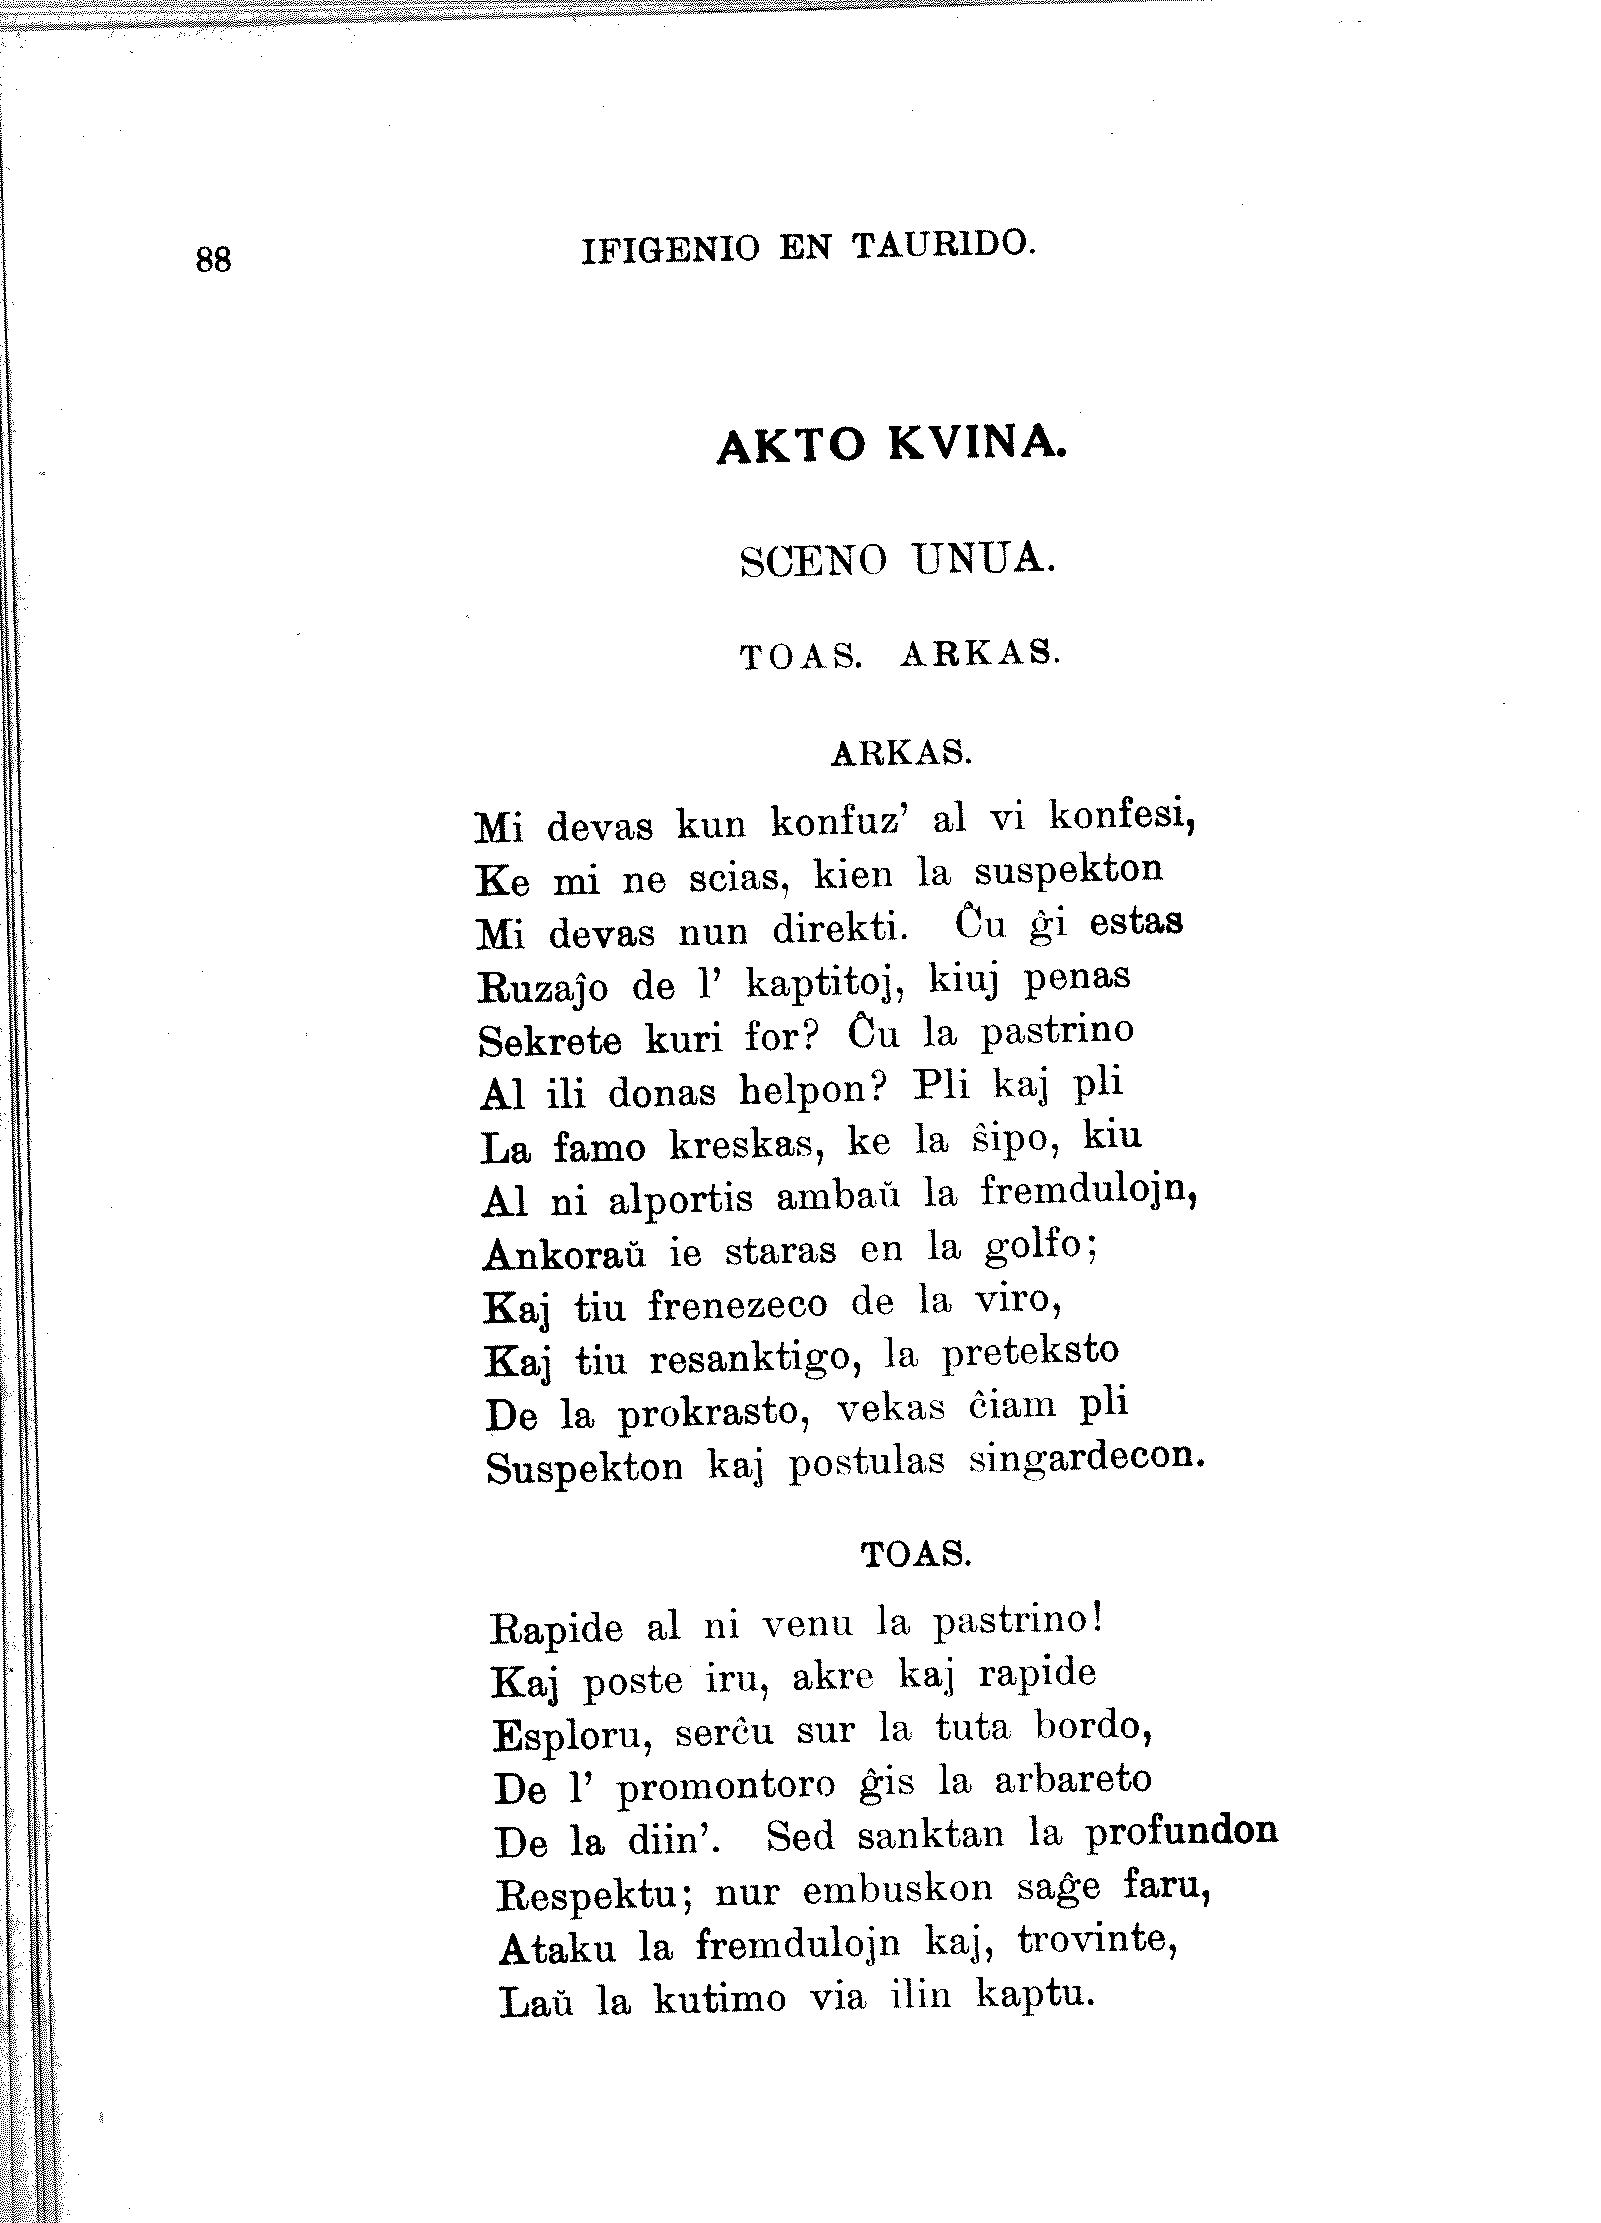 88
IFIGENIO EN TAURIDO.
AKTO KVINA.
SCENO UNUA.
TOAS. ARKAS.
ARKAS.
Mi devas kun konfuz’ al vi konfesi,
Ke mi ne scias, kien la suspekton
Mi devas nun direkti. Ĉu ĝi estas
Ruzaĵo de l’ kaptitoj, kiuj penas
Sekrete kuri for? Ĉu la pastrino
Al ili donas helpon? Pli kaj pli
La famo kreskas, ke la ŝipo, kiu
Al ni alportis ambaŭ la fremdulojn,
Ankoraŭ ie staras en la golfo;
Kaj tiu frenezeco de la viro,
Kaj tiu resanktigo, la preteksto
De la prokrasto, vekas ĉiam pli
Suspekton kaj postulas singardecon.
TOAS.
Rapide al ni venu la pastrino!
Kaj poste iru, akre kaj rapide
Esploru, serĉu sur la tuta bordo,
De l’ promontoro ĝis la arbareto
De la diin’. Sed sanktan la profundon
Respektu; nur embuskon saĝe faru,
Ataku la fremdulojn kaj, trovinte,
Laŭ la kutimo via ilin kaptu.